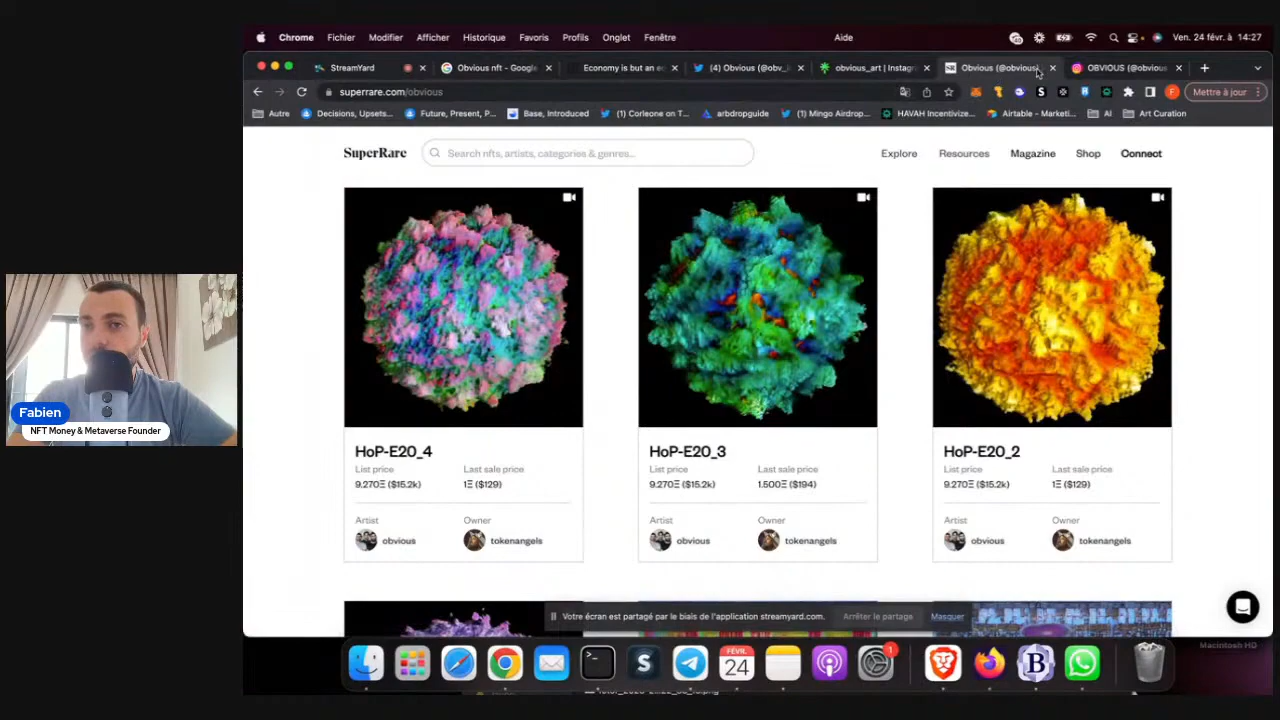 Chrome Fichier Modifier Afficher Historique Favoris Profils Onglet Fenêtre Aide Ven. 24 févr. à 14:27
StreamYard
Obvious nft - Google
Economy is but an ec
(4) Obvious (@obv_i
obvious_art | Instagr
Obvious (@obvious)
OBVIOUS (@obvious
superrare.com/obvious
Mettre à jour
Autre
Decisions, Upsets...
Future, Present, P...
Base, Introduced
(1) Corleone on T...
arbdropguide
(1) Mingo Airdrop...
HAVAH Incentivize...
Airtable - Marketi...
AI
Art Curation
SuperRare
Search nfts, artists, categories & genres...
Explore Resources Magazine Shop Connect
HoP-E20_4
List price Last sale price
9.270Ξ ($15.2k) 1Ξ ($129)
Artist Owner
obvious tokenangels
HoP-E20_3
List price Last sale price
9.270Ξ ($15.2k) 1.500Ξ ($194)
Artist Owner
obvious tokenangels
HoP-E20_2
List price Last sale price
9.270Ξ ($15.2k) 1Ξ ($129)
Artist Owner
obvious tokenangels
Fabien
NFT Money & Metaverse Founder
Votre écran est partagé par le biais de l'application streamyard.com. Arrêter le partage Masquer
Macintosh HD
FÉVR.
24
1